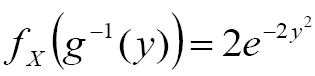 f_X(g^{-1}(y)) = 2e^{-2y^2}